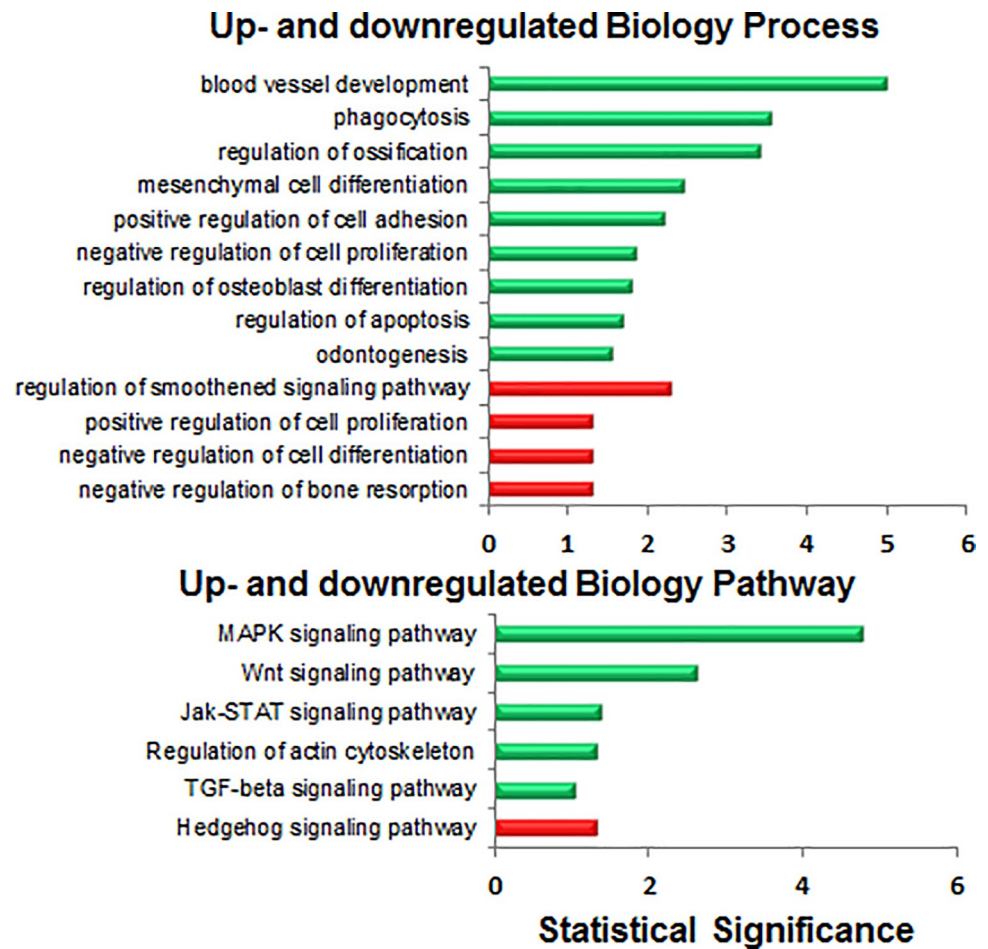 Up- and downregulated Biology Process
blood vessel development
phagocytosis
regulation of ossification
mesenchymal cell differentiation
positive regulation of cell adhesion
negative regulation of cell proliferation
regulation of osteoblast differentiation
regulation of apoptosis
odontogenesis
regulation of smoothened signaling pathway
positive regulation of cell proliferation
negative regulation of cell differentiation
negative regulation of bone resorption
0 1 2 3 4 5 6
Up- and downregulated Biology Pathway
MAPK signaling pathway
Wnt signaling pathway
Jak-STAT signaling pathway
Regulation of actin cytoskeleton
TGF-beta signaling pathway
Hedgehog signaling pathway
0 2 4 6
Statistical Significance